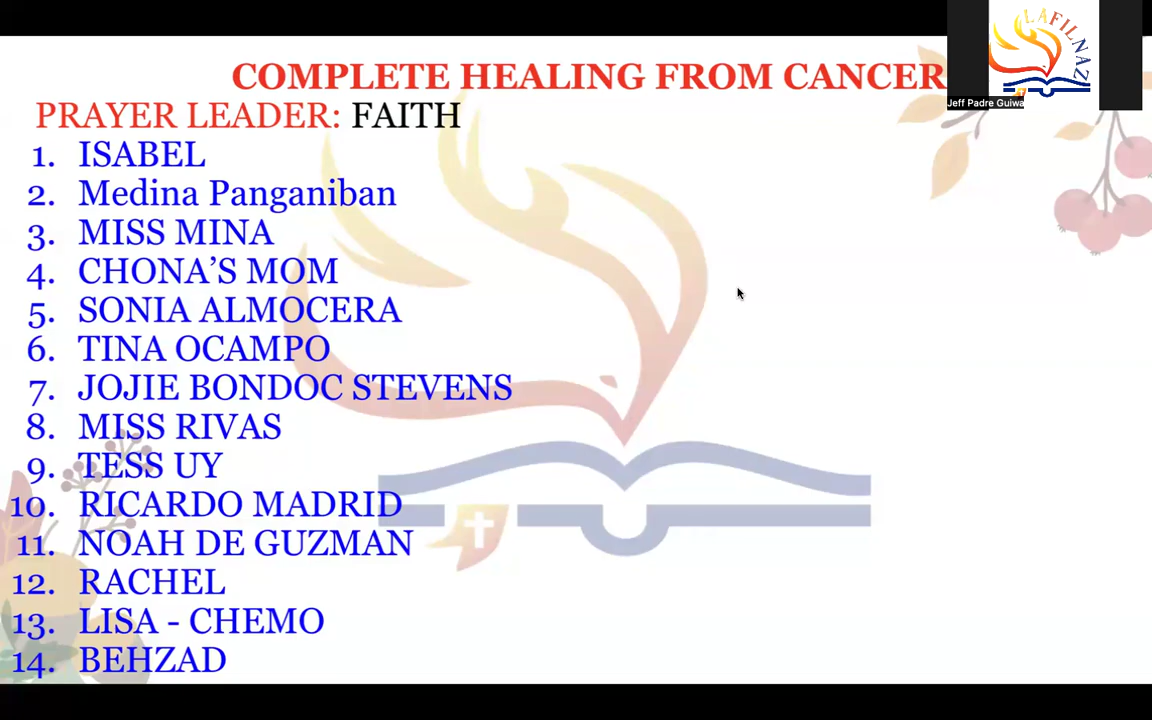 COMPLETE HEALING FROM CANCER
LAFILNAZ
Jeff Padre Guiwa
PRAYER LEADER: FAITH
1. ISABEL
2. Medina Panganiban
3. MISS MINA
4. CHONA'S MOM
5. SONIA ALMOCERA
6. TINA OCAMPO
7. JOJIE BONDOC STEVENS
8. MISS RIVAS
9. TESS UY
10. RICARDO MADRID
11. NOAH DE GUZMAN
12. RACHEL
13. LISA - CHEMO
14. BEHZAD